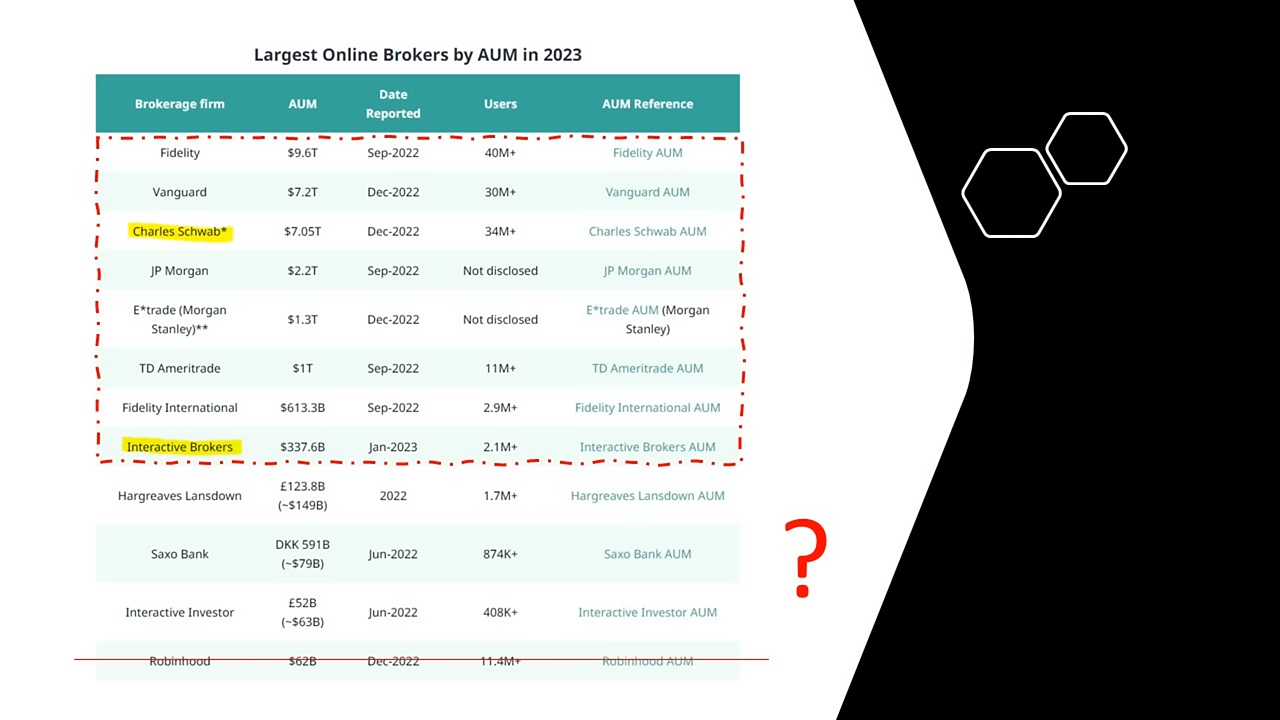 Largest Online Brokers by AUM in 2023
Brokerage firm AUM Date Reported Users AUM Reference
Fidelity $9.6T Sep-2022 40M+ Fidelity AUM
Vanguard $7.2T Dec-2022 30M+ Vanguard AUM
Charles Schwab* $7.05T Dec-2022 34M+ Charles Schwab AUM
JP Morgan $2.2T Sep-2022 Not disclosed JP Morgan AUM
E*trade (Morgan Stanley)** $1.3T Dec-2022 Not disclosed E*trade AUM (Morgan Stanley)
TD Ameritrade $1T Sep-2022 11M+ TD Ameritrade AUM
Fidelity International $613.3B Sep-2022 2.9M+ Fidelity International AUM
Interactive Brokers $337.6B Jan-2023 2.1M+ Interactive Brokers AUM
Hargreaves Lansdown £123.8B (~$149B) 2022 1.7M+ Hargreaves Lansdown AUM
Saxo Bank DKK 591B (~$79B) Jun-2022 874K+ Saxo Bank AUM
Interactive Investor £52B (~$63B) Jun-2022 408K+ Interactive Investor AUM
Robinhood $62B Dec-2022 11.4M+ Robinhood AUM
?